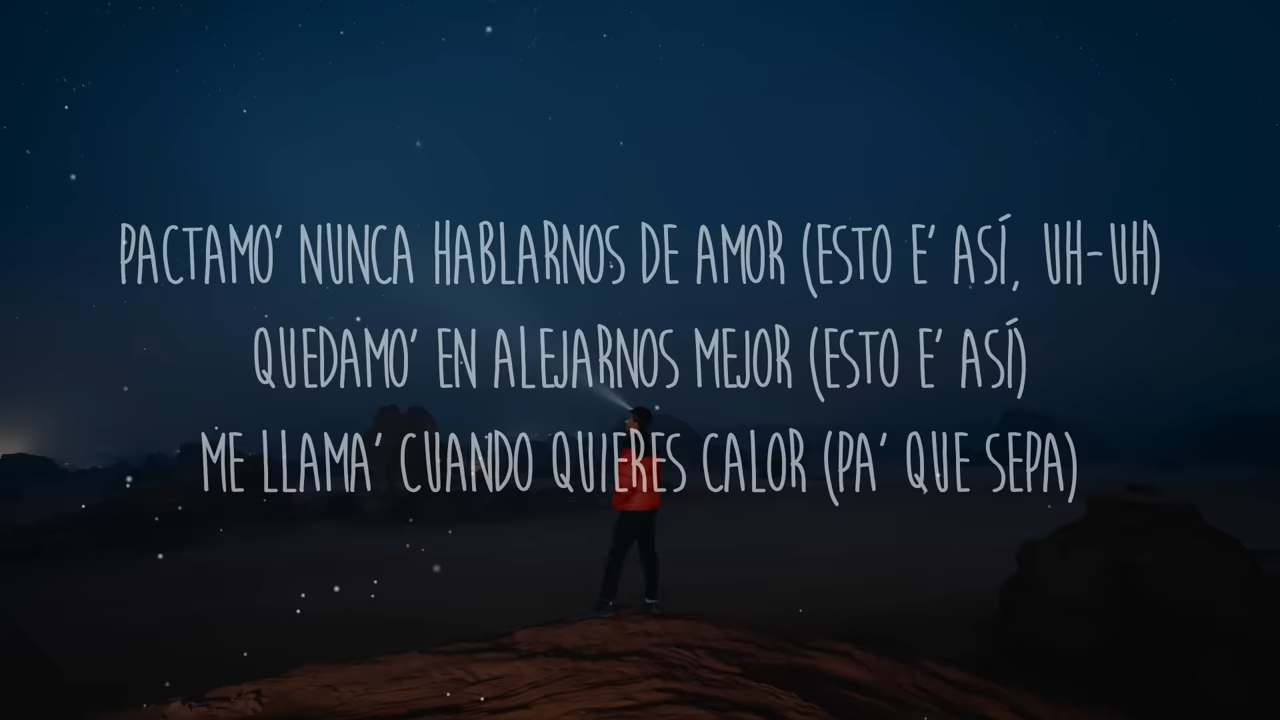 PACTAMO' NUNCA HABLARNOS DE AMOR (ESTO E' ASÍ, UH-UH)
QUEDAMO' EN ALEJARNOS MEJOR (ESTO E' ASÍ)
ME LLAMA' CUANDO QUIERES CALOR (PA' QUE SEPA)